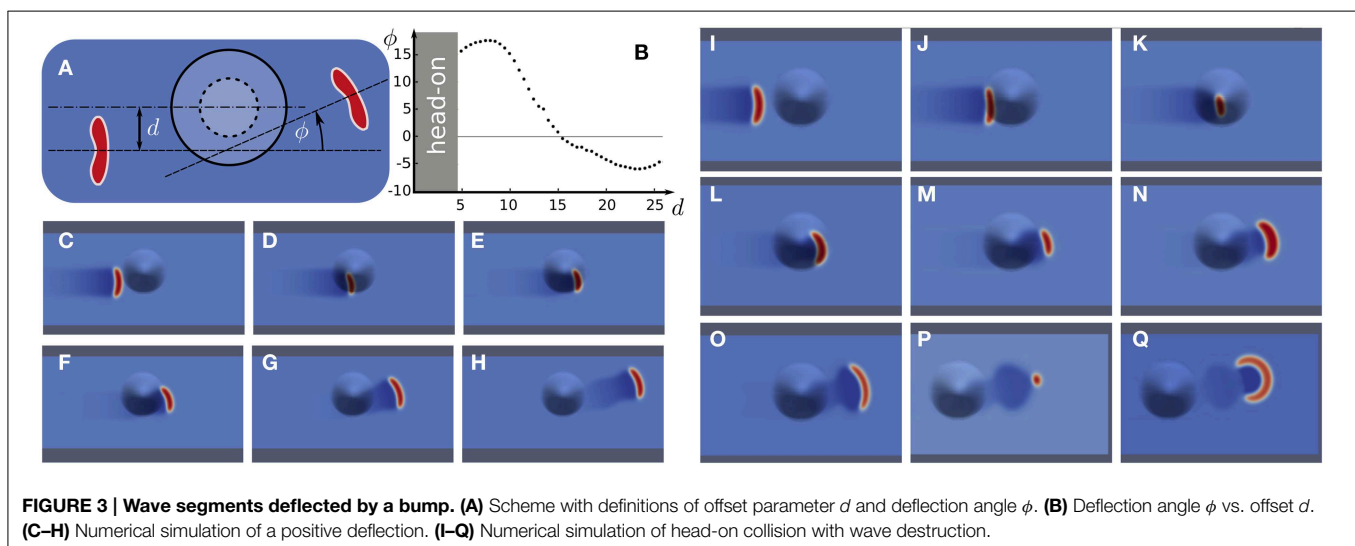 A
d
ϕ
B
ϕ
15
10
5
0
-5
-10
head-on
5 10 15 20 25 d
C D E
F G H
I J K
L M N
O P Q
FIGURE 3 | Wave segments deflected by a bump. (A) Scheme with definitions of offset parameter d and deflection angle ϕ. (B) Deflection angle ϕ vs. offset d.
(C–H) Numerical simulation of a positive deflection. (I–Q) Numerical simulation of head-on collision with wave destruction.